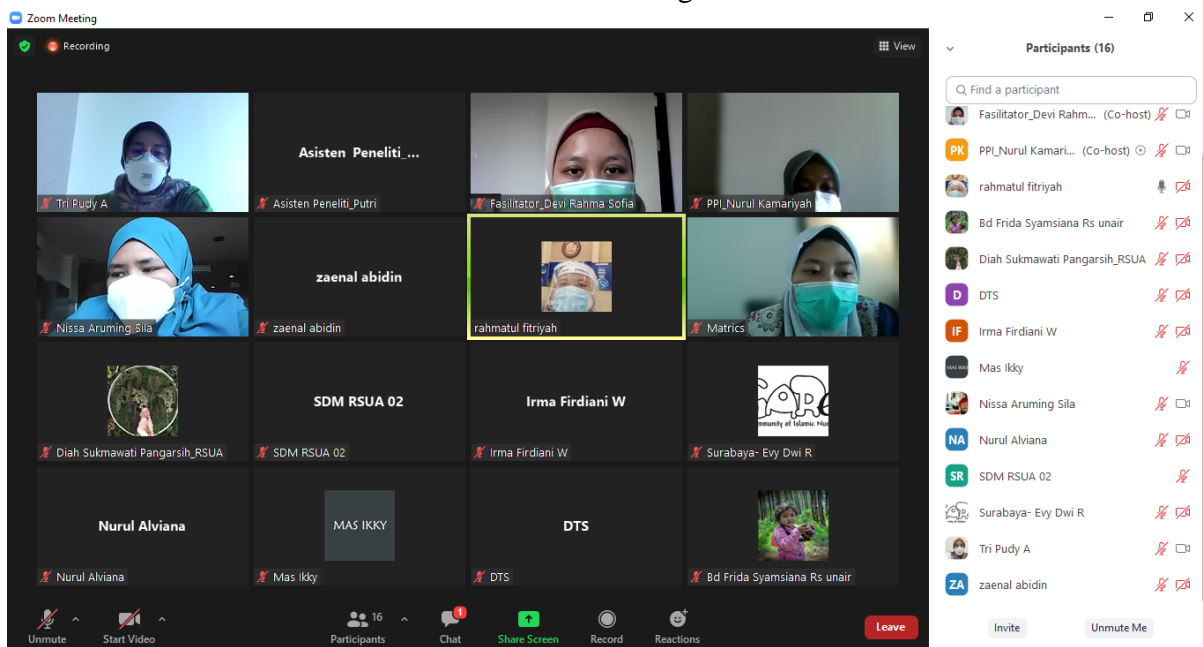 Zoom Meeting
Recording
View
Participants (16)
Find a participant
Tri Pudy A
Asisten Peneliti_...
Asisten Peneliti_Putri
Fasilitator_Devi Rahma Sofia
PPI_Nurul Kamariyah
Nissa Aruming Sila
zaenal abidin
zaenal abidin
rahmatul fitriyah
Matrics
Diah Sukmawati Pangarsih_RSUA
SDM RSUA 02
SDM RSUA 02
Irma Firdiani W
Irma Firdiani W
Surabaya- Evy Dwi R
Nurul Alviana
Nurul Alviana
MAS IKKY
Mas Ikky
DTS
DTS
Bd Frida Syamsiana Rs unair
Unmute
Start Video
16
Participants
1
Chat
Share Screen
Record
Reactions
Leave
Fasilitator_Devi Rahm... (Co-host)
PK PPI_Nurul Kamari... (Co-host)
rahmatul fitriyah
Bd Frida Syamsiana Rs unair
Diah Sukmawati Pangarsih_RSUA
D DTS
IF Irma Firdiani W
Mas Ikky
Nissa Aruming Sila
NA Nurul Alviana
SR SDM RSUA 02
Surabaya- Evy Dwi R
Tri Pudy A
ZA zaenal abidin
Invite
Unmute Me